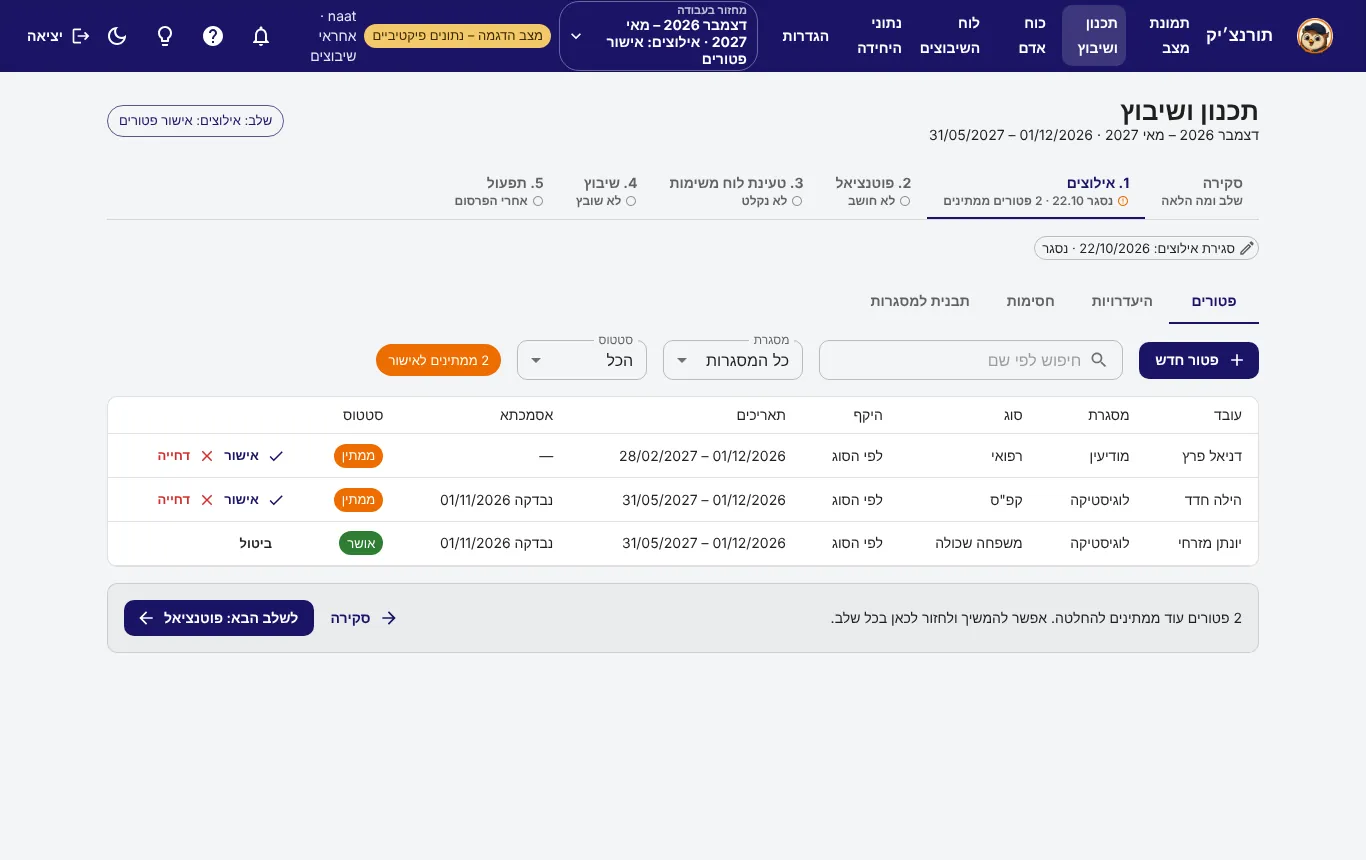 תורנצ׳יק
תמונת מצב
תכנון ושיבוץ
כוח אדם
לוח השיבוצים
נתוני היחידה
הגדרות
מחזור בעבודה
דצמבר 2026 – מאי
2027 · אילוצים: אישור
פטורים
מצב הדגמה – נתונים פיקטיביים
naat ·
אחראי
שיבוצים
יציאה
תכנון ושיבוץ
דצמבר 2026 – מאי 2027 · 01/12/2026 – 31/05/2027
שלב: אילוצים: אישור פטורים
סקירה
שלב ומה הלאה
1. אילוצים
נסגר 22.10 · 2 פטורים ממתינים
2. פוטנציאל
לא חושב
3. טעינת לוח משימות
לא נקלט
4. שיבוץ
לא שובץ
5. תפעול
אחרי הפרסום
סגירת אילוצים: 22/10/2026 · נסגר
פטורים
היעדרויות
חסימות
תבנית למסגרות
פטור חדש
חיפוש לפי שם
מסגרת
כל המסגרות
סטטוס
הכל
2 ממתינים לאישור
עובד מסגרת סוג היקף תאריכים אסמכתא סטטוס
דניאל פרץ מודיעין רפואי לפי הסוג 01/12/2026 – 28/02/2027 — ממתין אישור דחייה
הילה חדד לוגיסטיקה קפ"ס לפי הסוג 01/12/2026 – 31/05/2027 נבדקה 01/11/2026 ממתין אישור דחייה
יונתן מזרחי לוגיסטיקה משפחה שכולה לפי הסוג 01/12/2026 – 31/05/2027 נבדקה 01/11/2026 אושר ביטול
2 פטורים עוד ממתינים להחלטה. אפשר להמשיך ולחזור לכאן בכל שלב.
סקירה
לשלב הבא: פוטנציאל